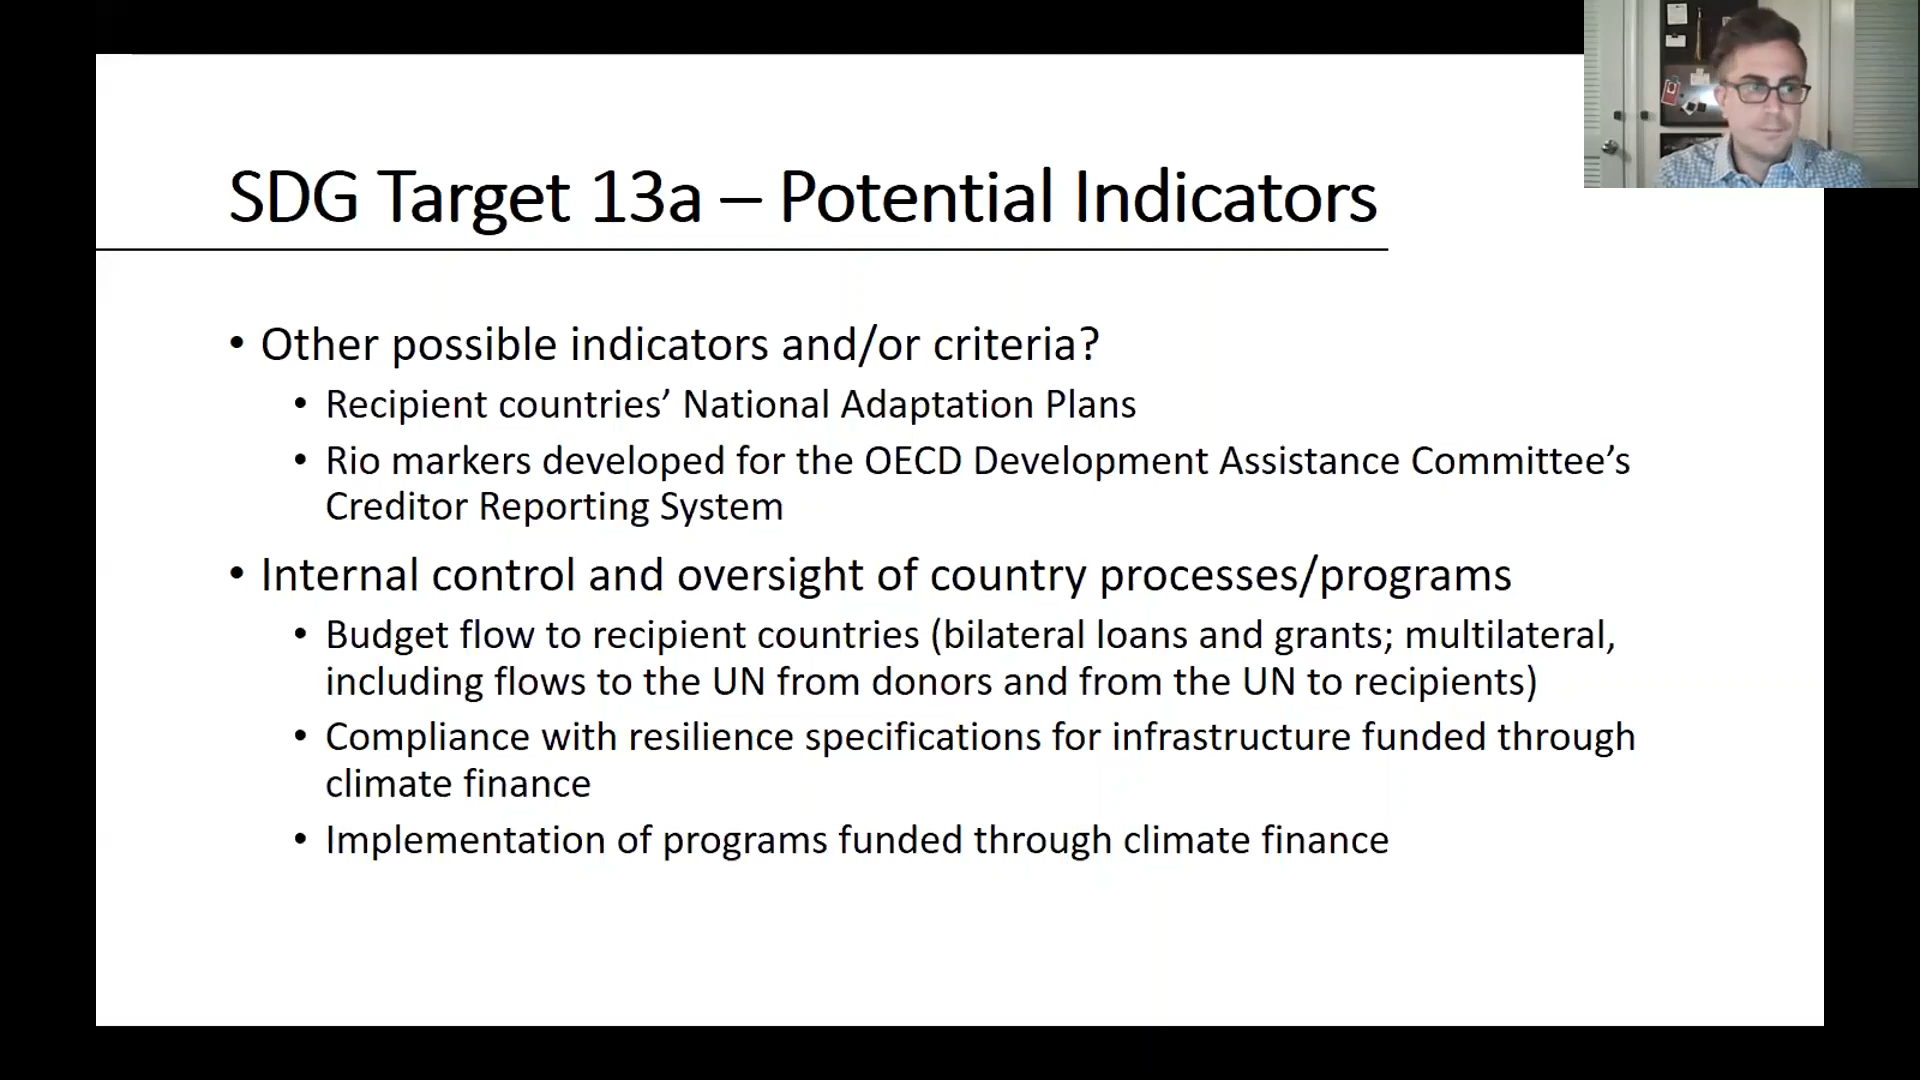 SDG Target 13a – Potential Indicators
• Other possible indicators and/or criteria?
• Recipient countries’ National Adaptation Plans
• Rio markers developed for the OECD Development Assistance Committee’s
Creditor Reporting System
• Internal control and oversight of country processes/programs
• Budget flow to recipient countries (bilateral loans and grants; multilateral,
including flows to the UN from donors and from the UN to recipients)
• Compliance with resilience specifications for infrastructure funded through
climate finance
• Implementation of programs funded through climate finance